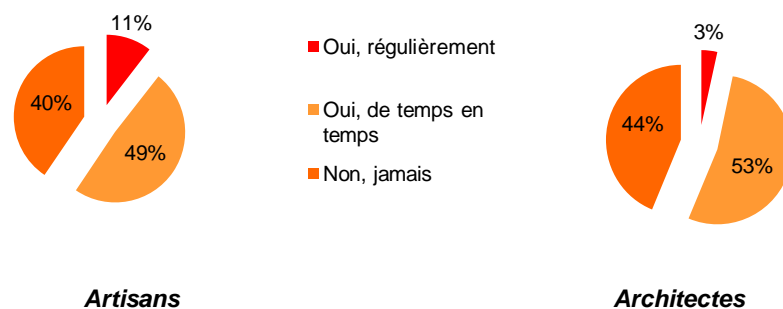 11%
40%
49%
Oui, régulièrement
Oui, de temps en
temps
Non, jamais
3%
44%
53%
Artisans
Architectes